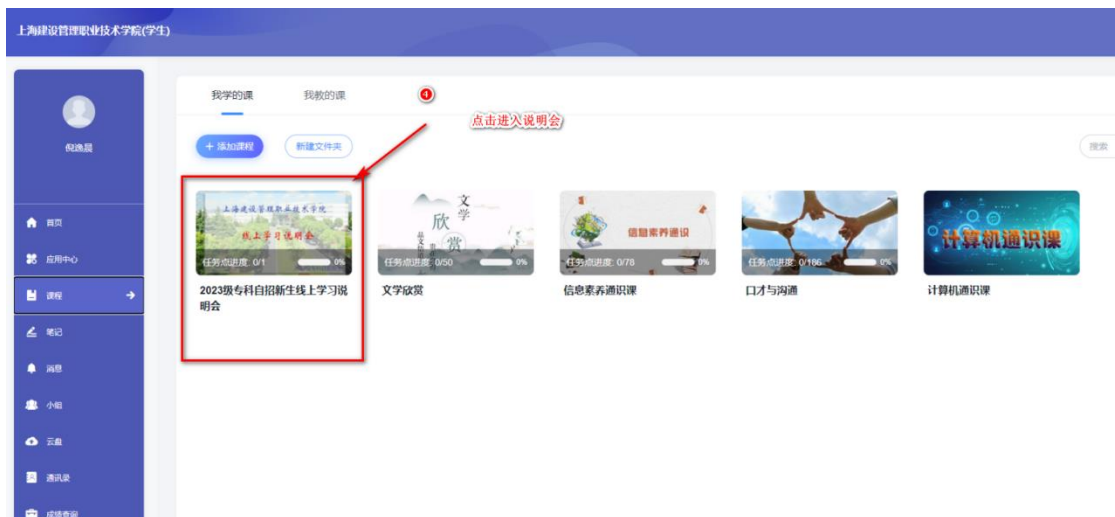 上海建设管理职业技术学院(学生)
我学的课 我教的课
4
点击进入说明会
倪逸晨
+ 添加课程 新建文件夹
搜索
上海建设管理职业技术学院
线上学习说明会
任务点进度: 0/1 0%
2023级专科自招新生线上学习说
明会
文学
欣赏
任务点进度: 0/50 0%
文学欣赏
信息素养通识
任务点进度: 0/78 0%
信息素养通识课
任务点进度: 0/186 0%
口才与沟通
计算机通识课
计算机通识课
首页
应用中心
课程
笔记
消息
小组
云盘
通讯录
成绩查询